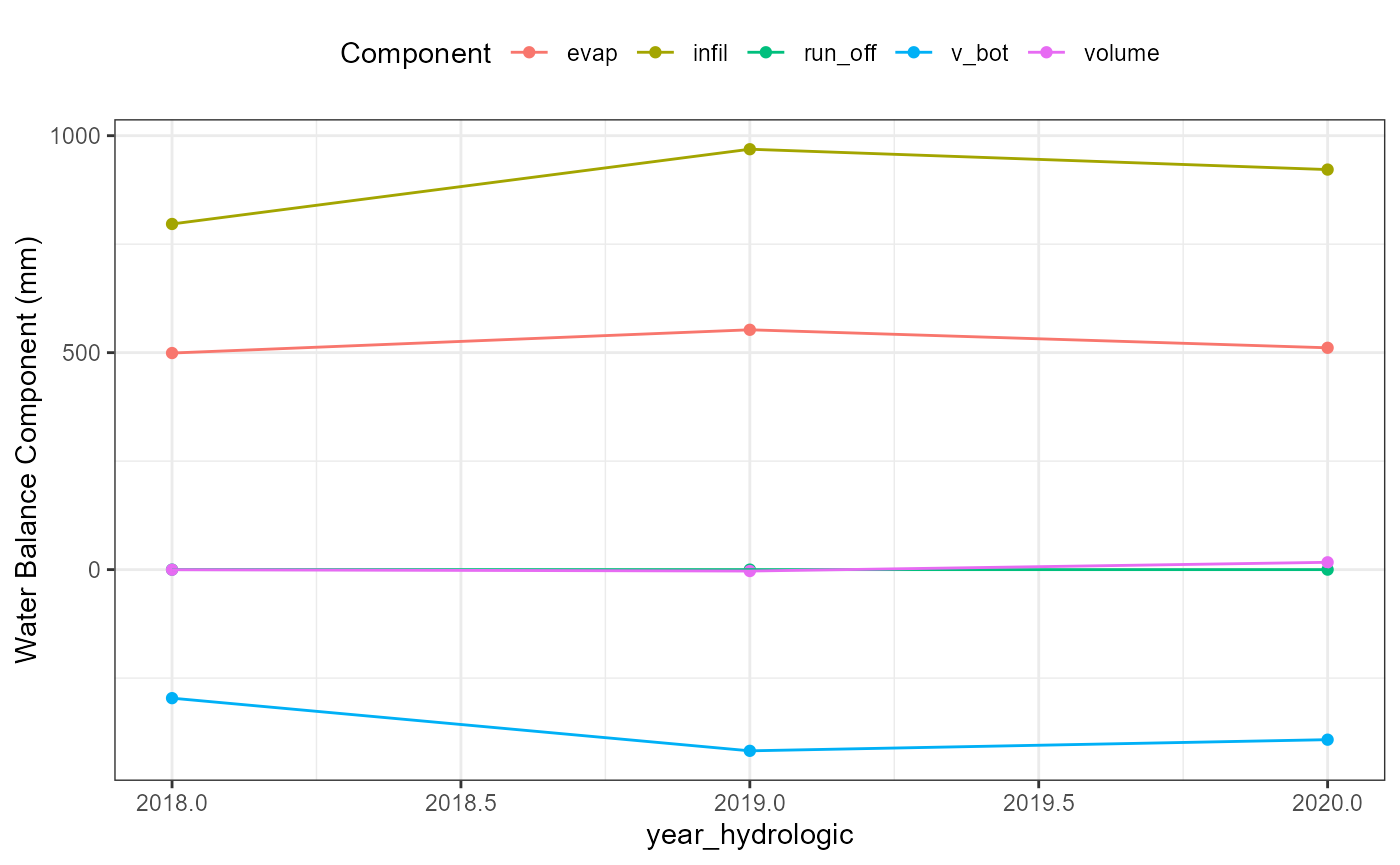 Component evap infil run_off v_bot volume
Water Balance Component (mm)
1000
500
0
2018.0 2018.5 2019.0 2019.5 2020.0
year_hydrologic